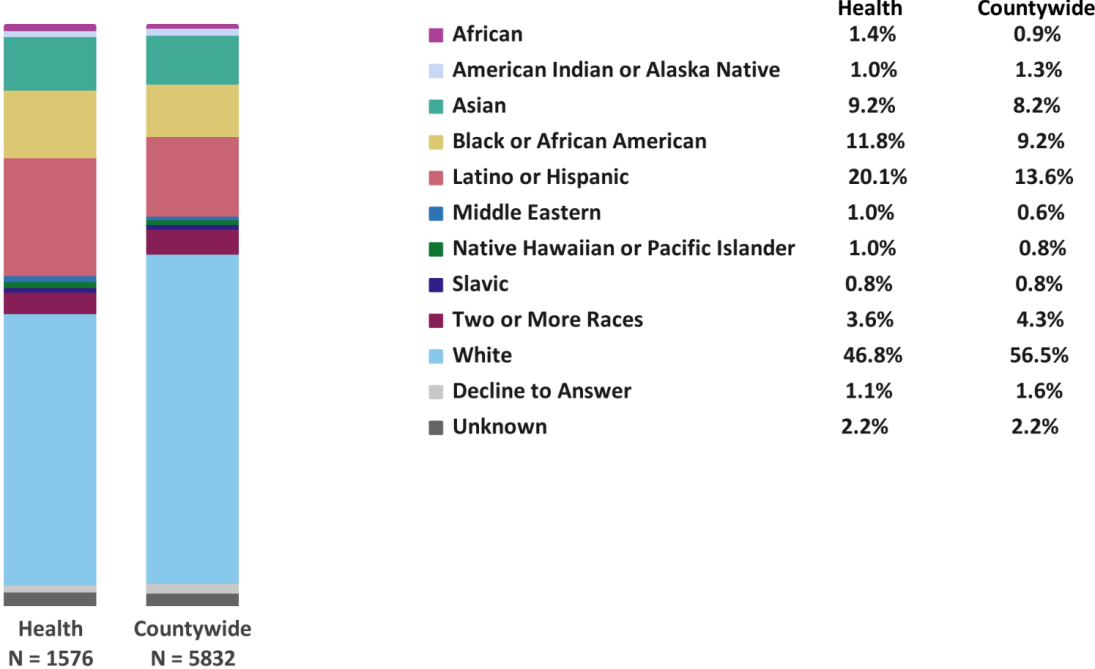 Health Countywide
African 1.4% 0.9%
American Indian or Alaska Native 1.0% 1.3%
Asian 9.2% 8.2%
Black or African American 11.8% 9.2%
Latino or Hispanic 20.1% 13.6%
Middle Eastern 1.0% 0.6%
Native Hawaiian or Pacific Islander 1.0% 0.8%
Slavic 0.8% 0.8%
Two or More Races 3.6% 4.3%
White 46.8% 56.5%
Decline to Answer 1.1% 1.6%
Unknown 2.2% 2.2%
Health Countywide
N = 1576 N = 5832